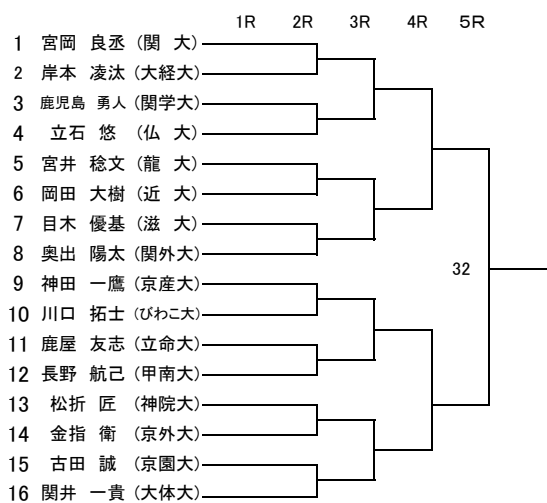 1R 2R 3R 4R 5R
1 宮岡 良丞 (関 大)
2 岸本 凌汰 (大経大)
3 鹿児島 勇人 (関学大)
4 立石 悠 (仏 大)
5 宮井 稔文 (龍 大)
6 岡田 大樹 (近 大)
7 目木 優基 (滋 大)
8 奥出 陽太 (関外大)
9 神田 一鷹 (京産大)
32
10 川口 拓士 (びわこ大)
11 鹿屋 友志 (立命大)
12 長野 航己 (甲南大)
13 松折 匠 (神院大)
14 金指 衛 (京外大)
15 古田 誠 (京園大)
16 関井 一貴 (大体大)